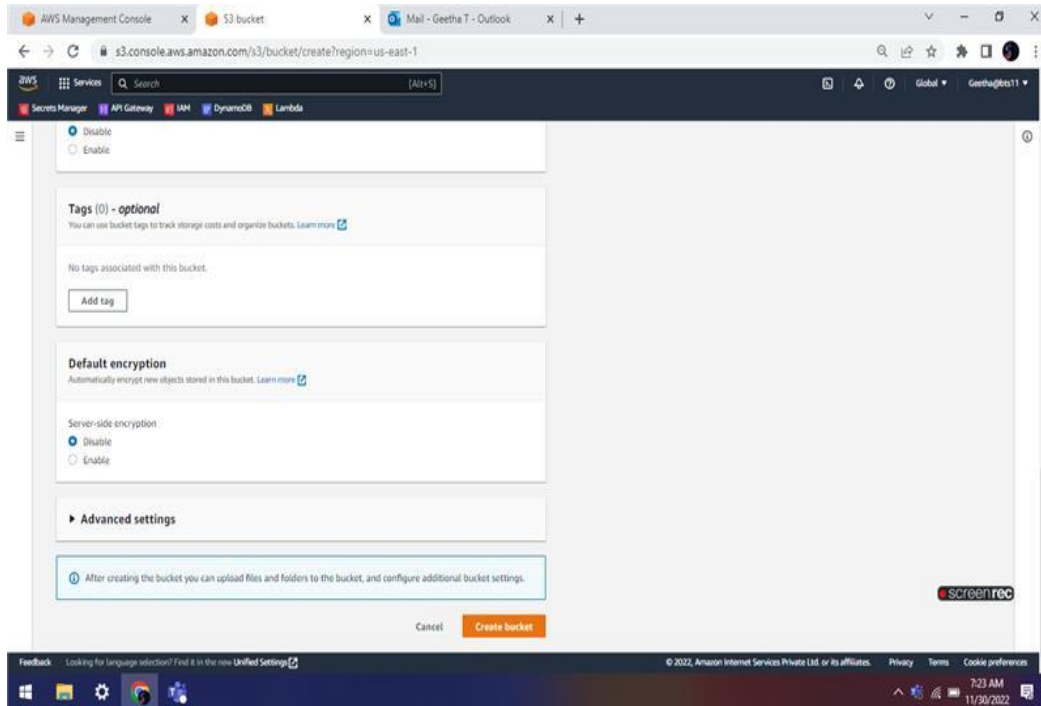 AWS Management Console
S3 bucket
Mail - Geetha T - Outlook
s3.console.aws.amazon.com/s3/bucket/create?region=us-east-1
aws
Services
Search
[Alt+S]
Global
Geetha@bts11
Secrets Manager
API Gateway
IAM
DynamoDB
Lambda
Disable
Enable
Tags (0) - optional
You can use bucket tags to track storage costs and organize buckets. Learn more
No tags associated with this bucket.
Add tag
Default encryption
Automatically encrypt new objects stored in this bucket. Learn more
Server-side encryption
Disable
Enable
Advanced settings
After creating the bucket you can upload files and folders to the bucket, and configure additional bucket settings.
screenrec
Cancel
Create bucket
Feedback
Looking for language selection? Find it in the new Unified Settings
© 2022, Amazon Internet Services Private Ltd. or its affiliates.
Privacy
Terms
Cookie preferences
7:23 AM
11/30/2022